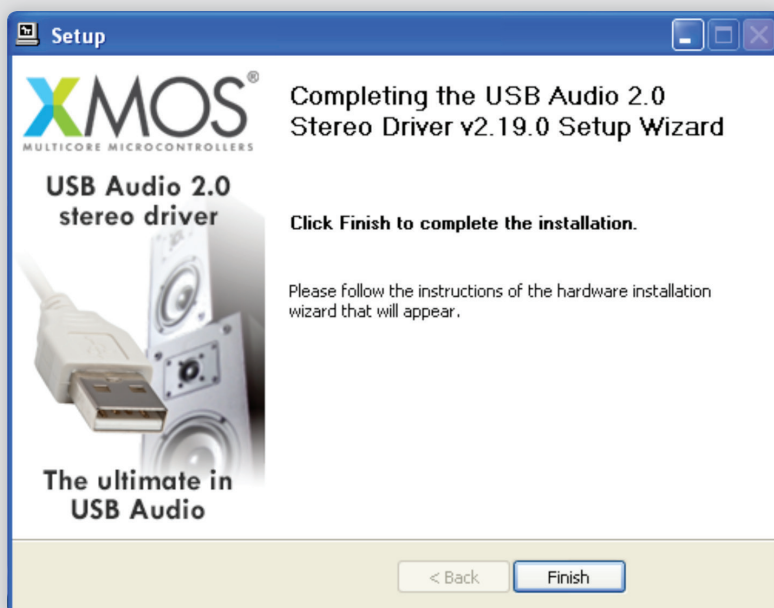 Setup
XMOS®
MULTICORE MICROCONTROLLERS
USB Audio 2.0
stereo driver
The ultimate in
USB Audio
Completing the USB Audio 2.0
Stereo Driver v2.19.0 Setup Wizard
Click Finish to complete the installation.
Please follow the instructions of the hardware installation
wizard that will appear.
< Back
Finish